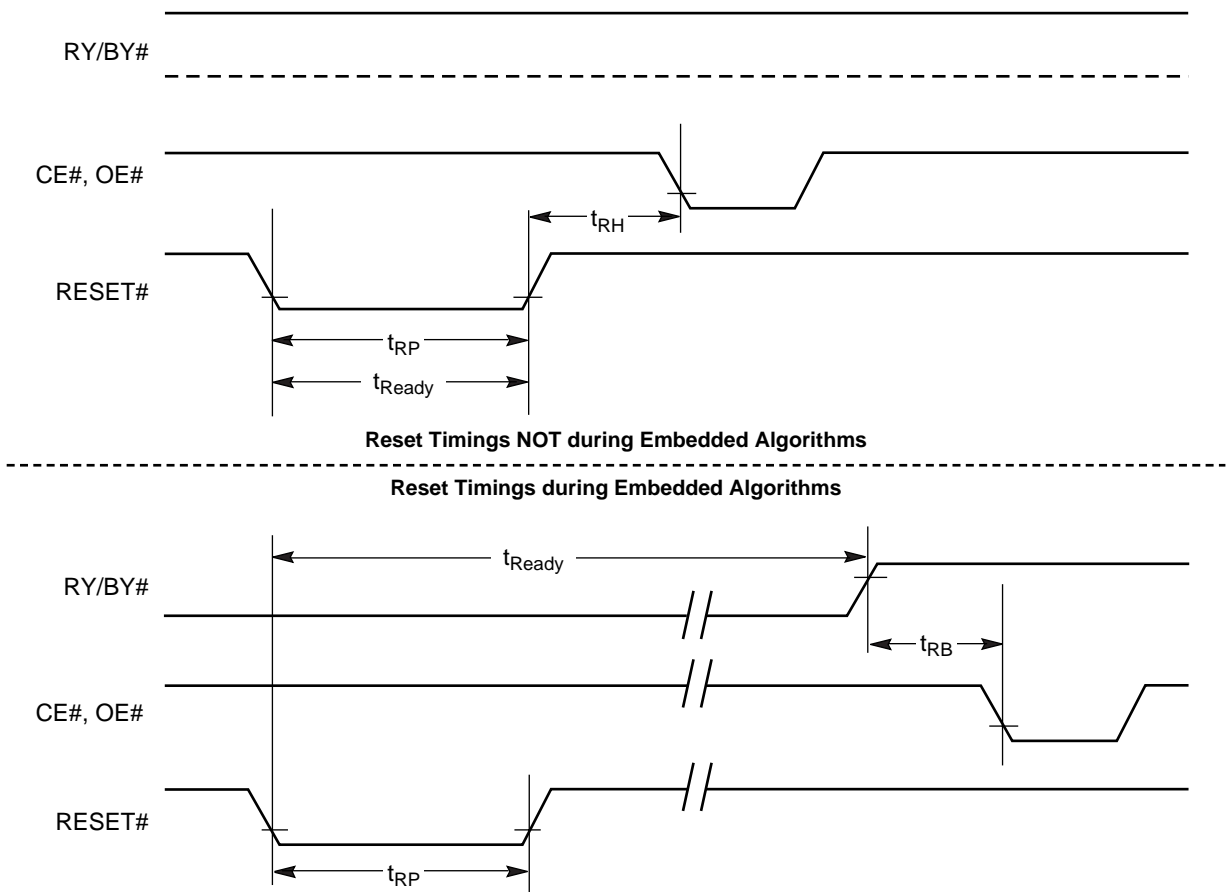 RY/BY#
CE#, OE#
tRH
RESET#
tRP
tReady
Reset Timings NOT during Embedded Algorithms
Reset Timings during Embedded Algorithms
tReady
RY/BY#
tRB
CE#, OE#
RESET#
tRP